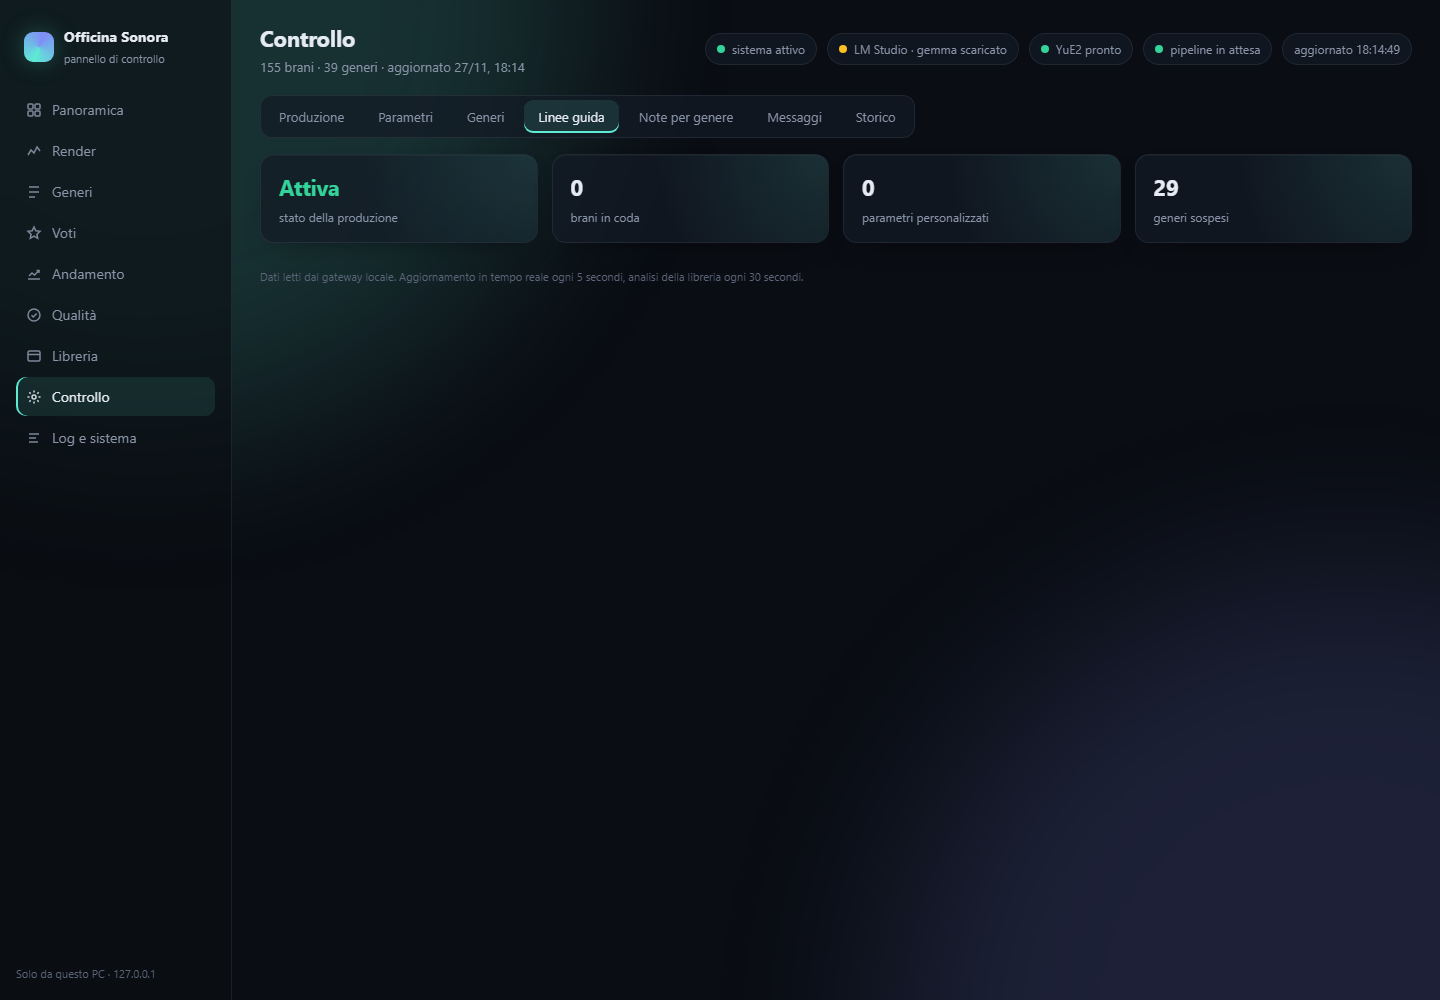 Officina Sonora
pannello di controllo
Panoramica
Render
Generi
Voti
Andamento
Qualità
Libreria
Controllo
Log e sistema
Solo da questo PC · 127.0.0.1
Controllo
155 brani · 39 generi · aggiornato 27/11, 18:14
sistema attivo
LM Studio · gemma scaricato
YuE2 pronto
pipeline in attesa
aggiornato 18:14:49
Produzione
Parametri
Generi
Linee guida
Note per genere
Messaggi
Storico
Attiva
stato della produzione
0
brani in coda
0
parametri personalizzati
29
generi sospesi
Dati letti dal gateway locale. Aggiornamento in tempo reale ogni 5 secondi, analisi della libreria ogni 30 secondi.